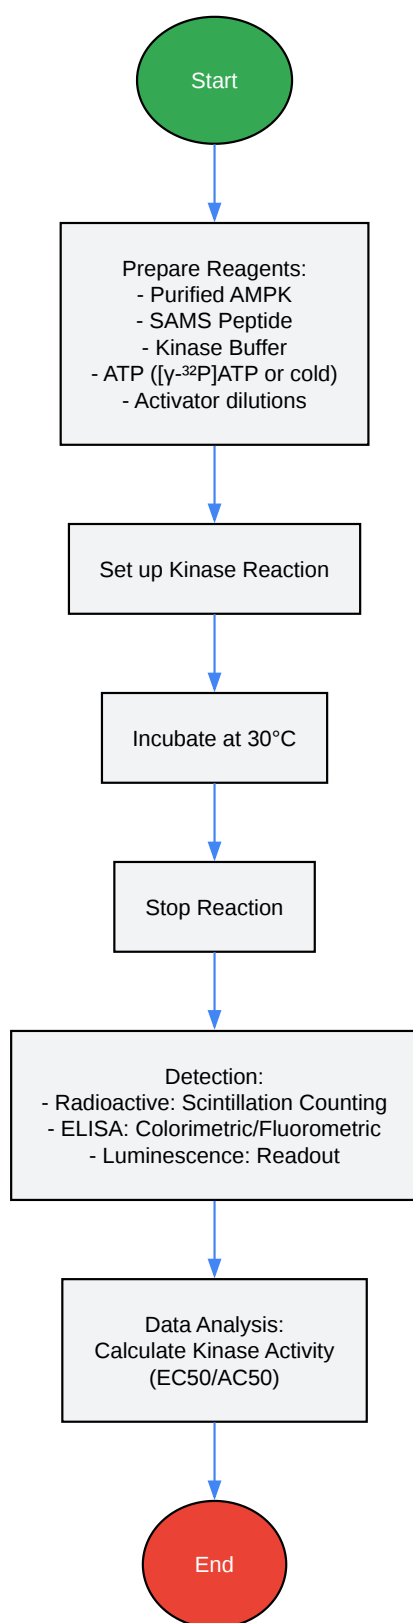 Start
Prepare Reagents:
- Purified AMPK
- SAMS Peptide
- Kinase Buffer
- ATP ([γ-³²P]ATP or cold)
- Activator dilutions
Set up Kinase Reaction
Incubate at 30°C
Stop Reaction
Detection:
- Radioactive: Scintillation Counting
- ELISA: Colorimetric/Fluorometric
- Luminescence: Readout
Data Analysis:
Calculate Kinase Activity
(EC50/AC50)
End